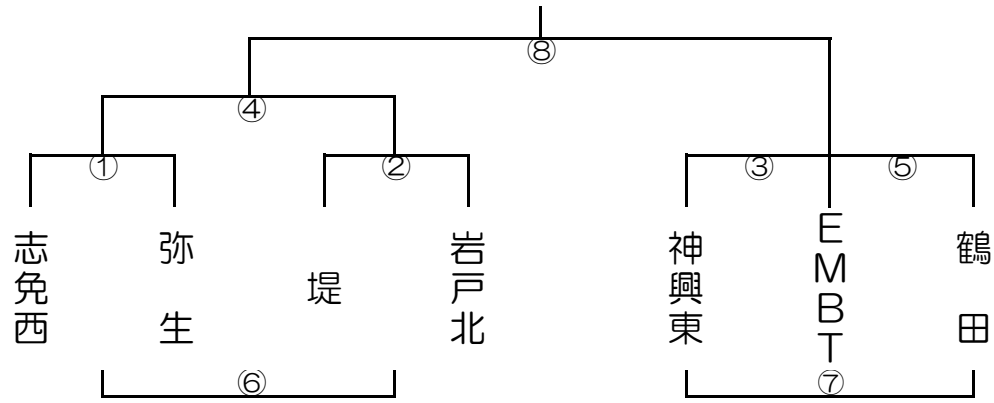 ⑧
④
① ② ③ ⑤
志免西
弥生
堤
岩戸北
神興東
EMBT
鶴田
⑥ ⑦